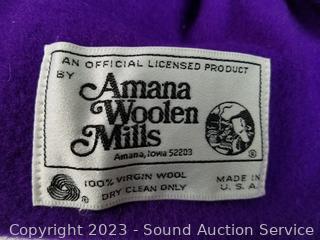 AN OFFICIAL LICENSED PRODUCT
BY
Amana
Woolen
Mills
Amana, Iowa 52203
®
100% VIRGIN WOOL
DRY CLEAN ONLY
®
MADE IN
U.S.A.
Copyright 2023 - Sound Auction Service